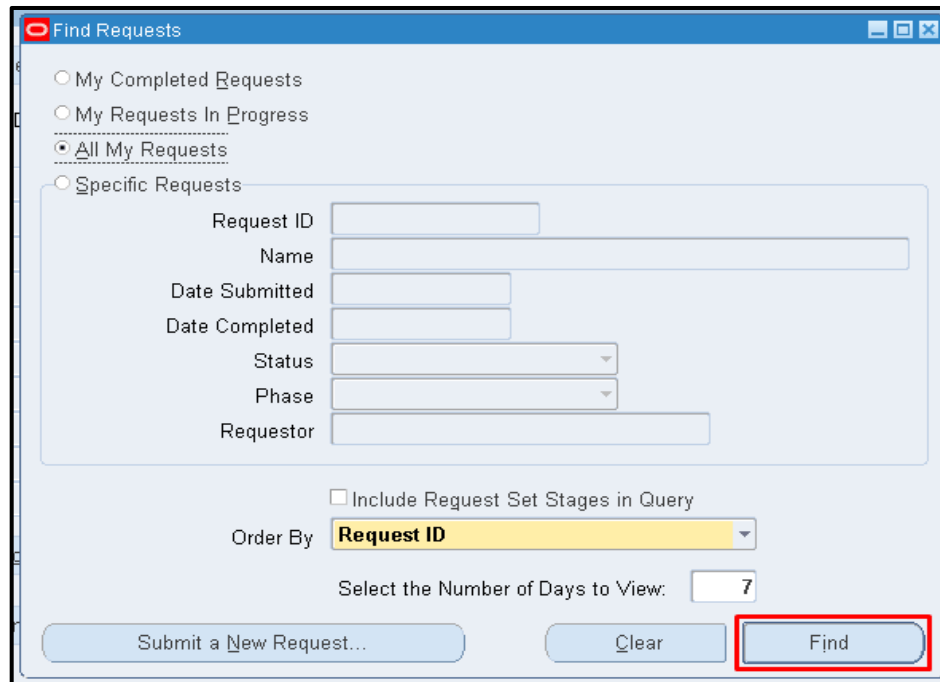 Find Requests
My Completed Requests
My Requests In Progress
All My Requests
Specific Requests
Request ID
Name
Date Submitted
Date Completed
Status
Phase
Requestor
Include Request Set Stages in Query
Order By Request ID
Select the Number of Days to View: 7
Submit a New Request... Clear Find